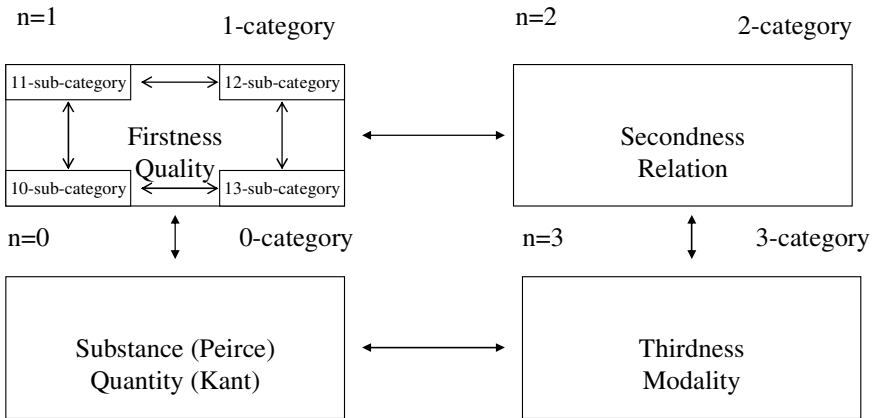 n=1
1-category
n=2
2-category
11-sub-category
12-sub-category
Firstness
Quality
10-sub-category
13-sub-category
Secondness
Relation
n=0
0-category
n=3
3-category
Substance (Peirce)
Quantity (Kant)
Thirdness
Modality